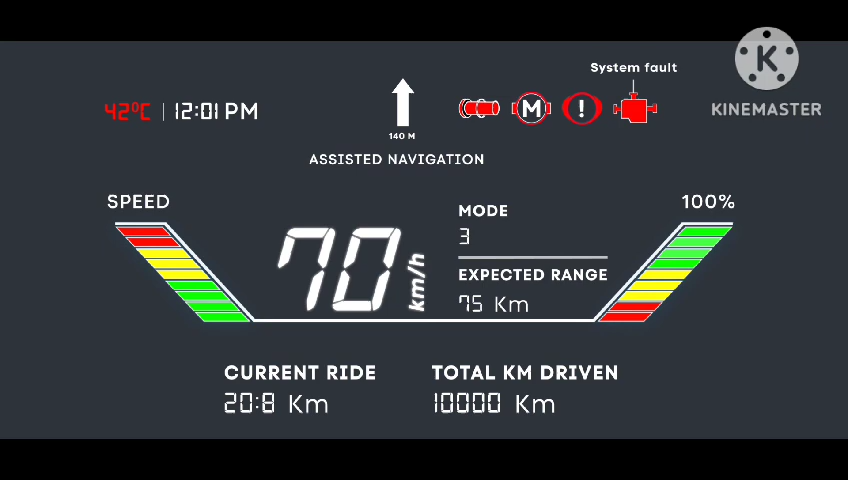 System fault
K
KINEMASTER
42°C | 12:01 PM
M
!
140 M
ASSISTED NAVIGATION
SPEED
100%
70 km/h
MODE
3
EXPECTED RANGE
75 Km
CURRENT RIDE
20:8 Km
TOTAL KM DRIVEN
10000 Km